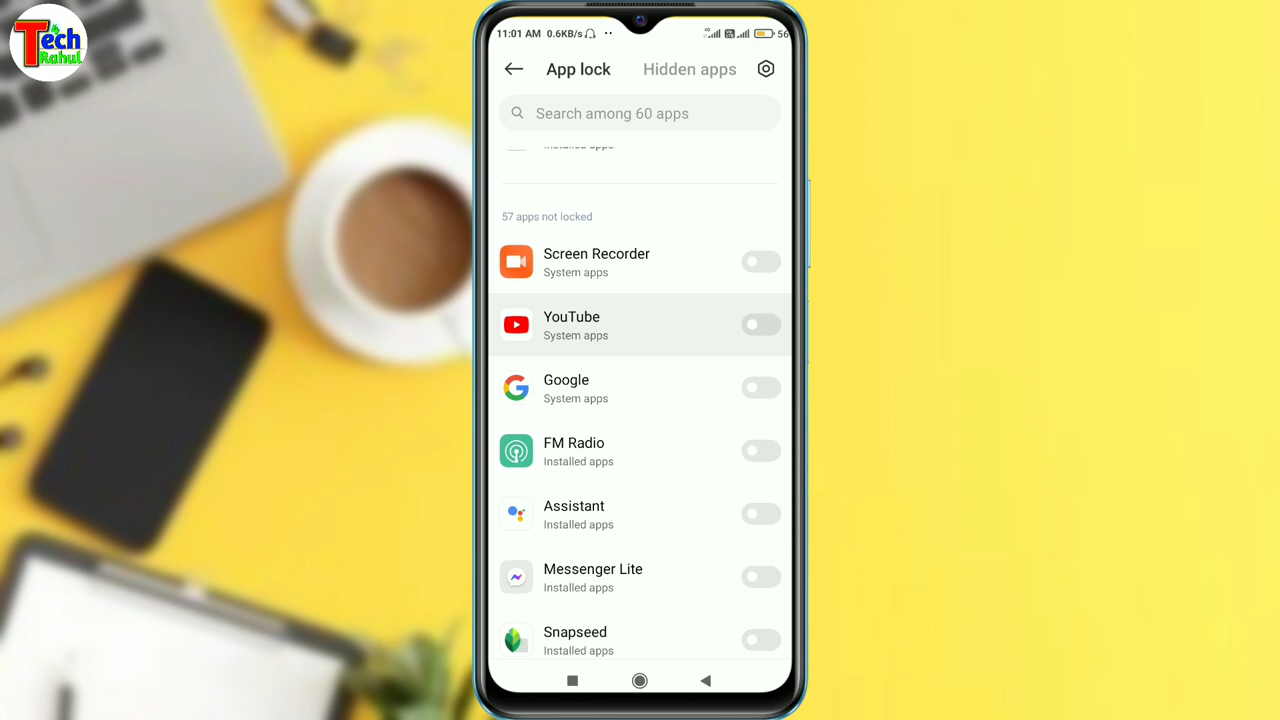 Tech
Rahul
11:01 AM 0.6KB/s
4G
56
App lock
Hidden apps
Search among 60 apps
Installed apps
57 apps not locked
Screen Recorder
System apps
YouTube
System apps
Google
System apps
FM Radio
Installed apps
Assistant
Installed apps
Messenger Lite
Installed apps
Snapseed
Installed apps